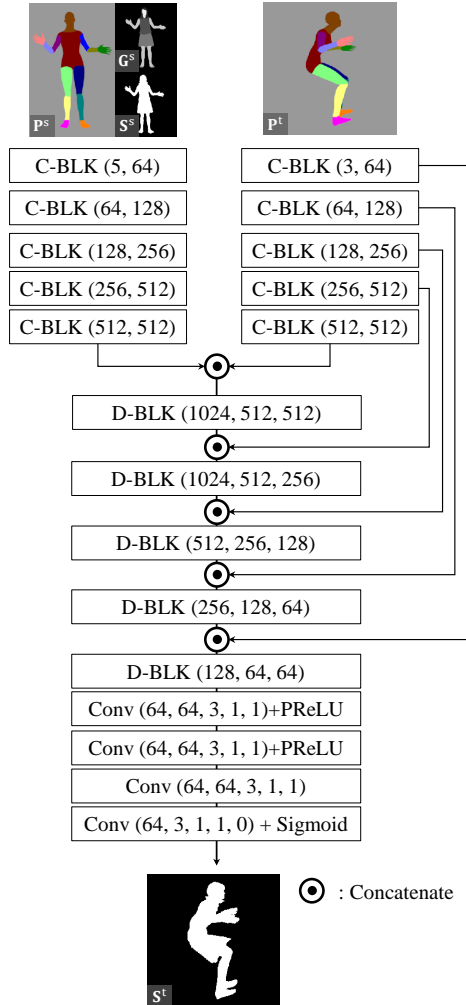 Pˢ
Gˢ
Sˢ
Pᵗ
C-BLK (5, 64)
C-BLK (64, 128)
C-BLK (128, 256)
C-BLK (256, 512)
C-BLK (512, 512)
C-BLK (3, 64)
C-BLK (64, 128)
C-BLK (128, 256)
C-BLK (256, 512)
C-BLK (512, 512)
D-BLK (1024, 512, 512)
D-BLK (1024, 512, 256)
D-BLK (512, 256, 128)
D-BLK (256, 128, 64)
D-BLK (128, 64, 64)
Conv (64, 64, 3, 1, 1)+PReLU
Conv (64, 64, 3, 1, 1)+PReLU
Conv (64, 64, 3, 1, 1)
Conv (64, 3, 1, 1, 0) + Sigmoid
: Concatenate
Sᵗ